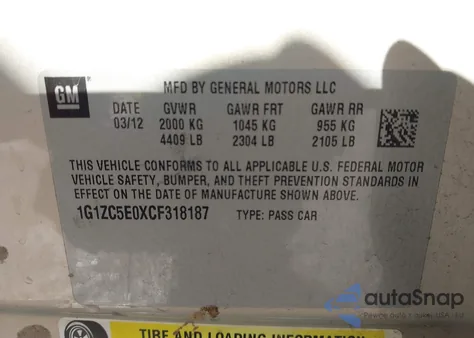 GM
MFD BY GENERAL MOTORS LLC
DATE GVWR GAWR FRT GAWR RR
03/12 2000 KG 1045 KG 955 KG
4409 LB 2304 LB 2105 LB
THIS VEHICLE CONFORMS TO ALL APPLICABLE U.S. FEDERAL MOTOR
VEHICLE SAFETY, BUMPER, AND THEFT PREVENTION STANDARDS IN
EFFECT ON THE DATE OF MANUFACTURE SHOWN ABOVE.
1G1ZC5E0XCF318187 TYPE: PASS CAR
autoSnap
TIRE AND LOADING INFORMATION